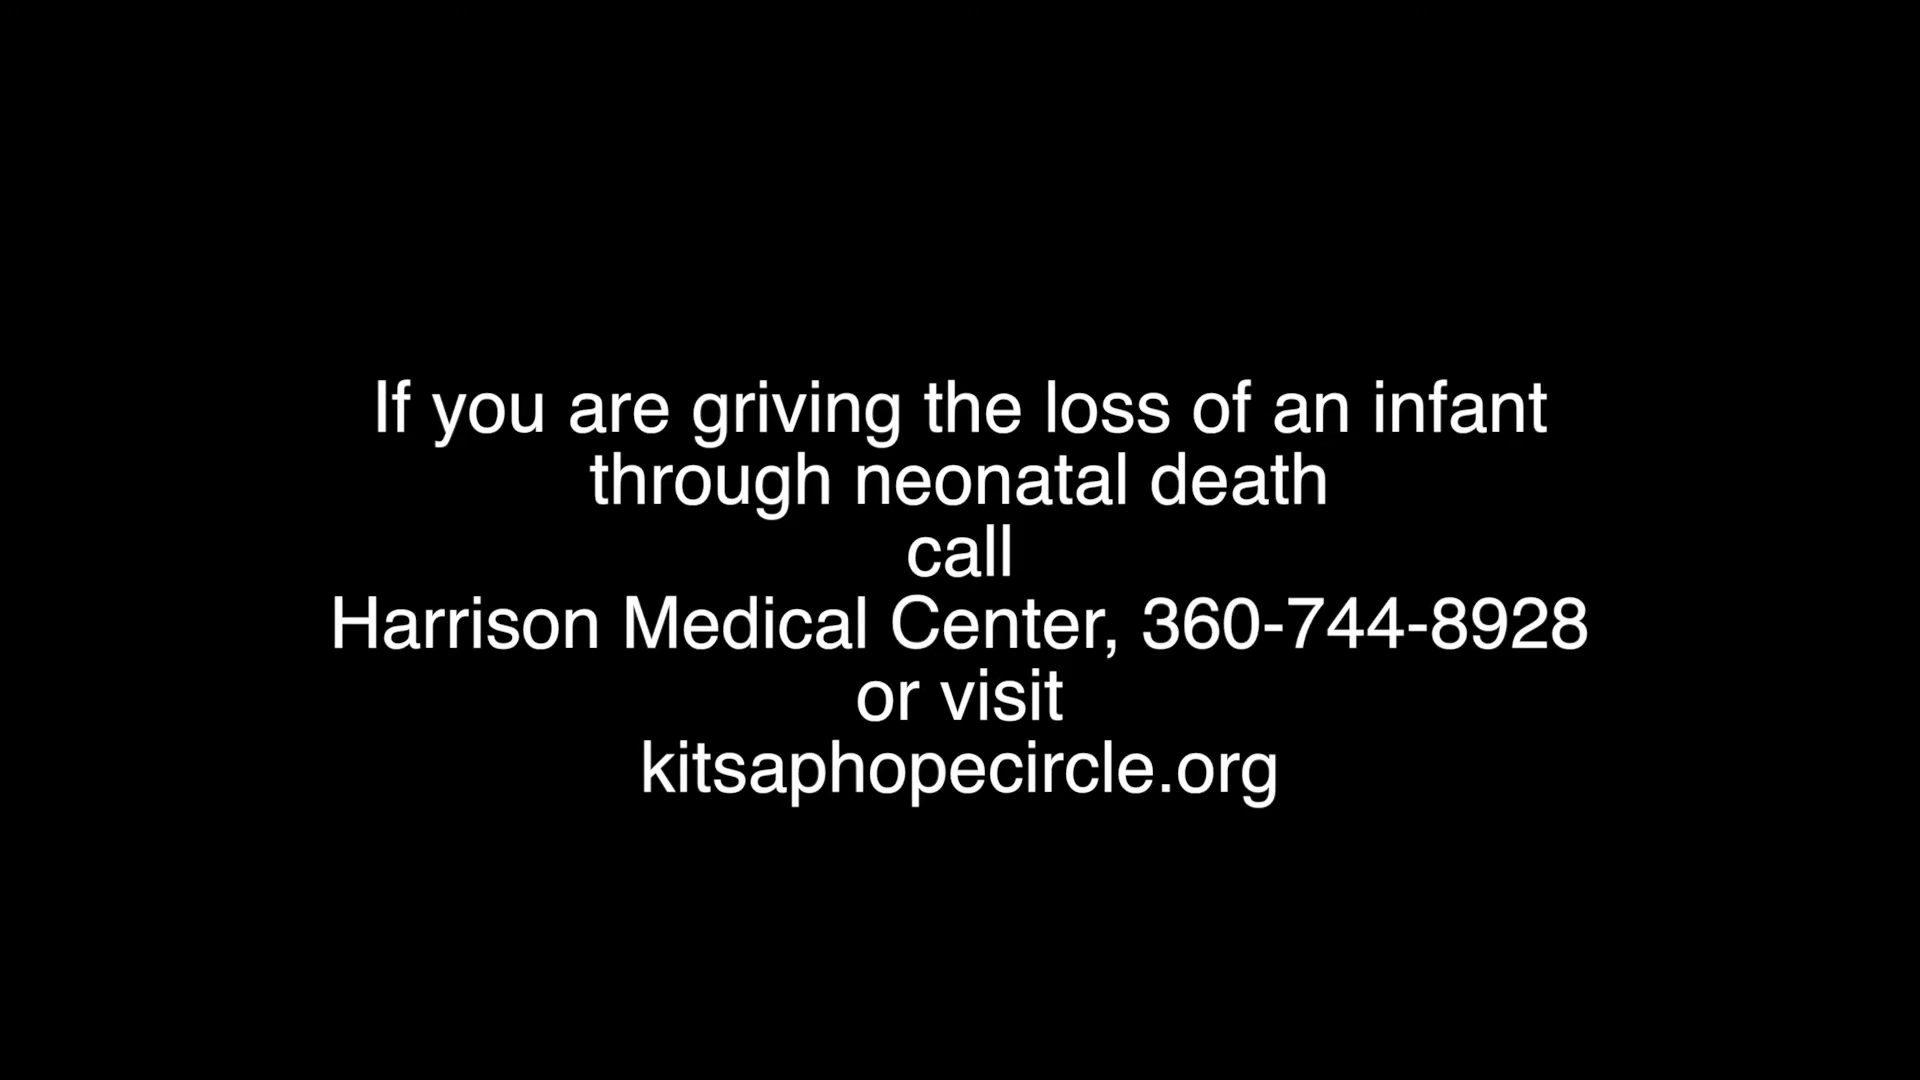 If you are griving the loss of an infant
through neonatal death
call
Harrison Medical Center, 360-744-8928
or visit
kitsaphopecircle.org